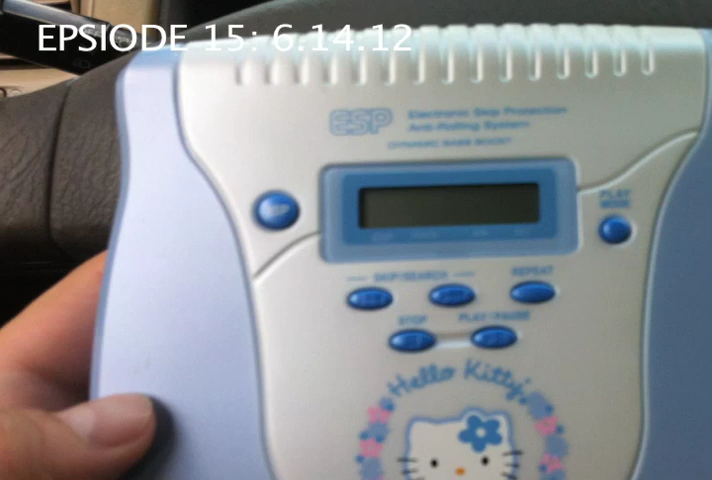 EPSIODE 15: 6.14.12
ESP Electronic Skip Protection
Anti-Rolling System
DYNAMIC BASS BOOST
ESP
PLAY
MODE
SKIP/SEARCH
REPEAT
STOP
PLAY/PAUSE
Hello Kitty